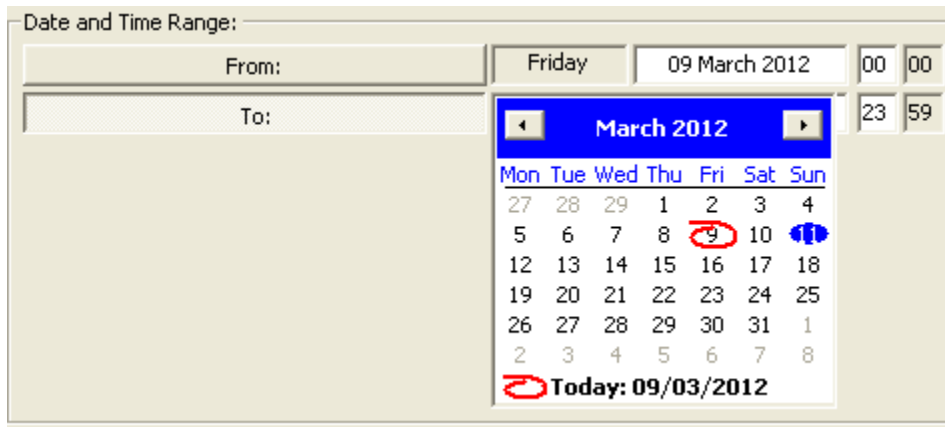 Date and Time Range:
From: Friday 09 March 2012 00 00
To: 23 59
March 2012
Mon Tue Wed Thu Fri Sat Sun
27 28 29 1 2 3 4
5 6 7 8 9 10 11
12 13 14 15 16 17 18
19 20 21 22 23 24 25
26 27 28 29 30 31 1
2 3 4 5 6 7 8
Today: 09/03/2012